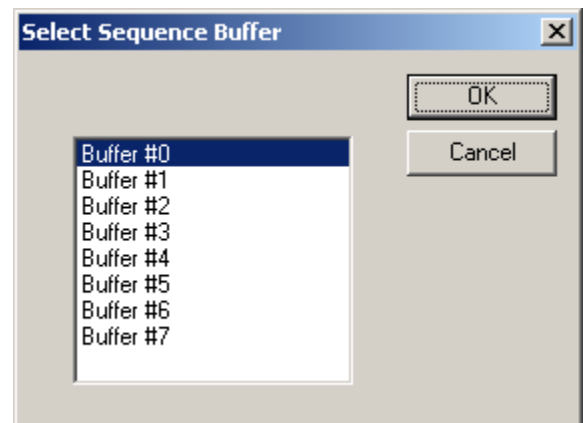 Select Sequence Buffer
OK
Cancel
Buffer #0
Buffer #1
Buffer #2
Buffer #3
Buffer #4
Buffer #5
Buffer #6
Buffer #7